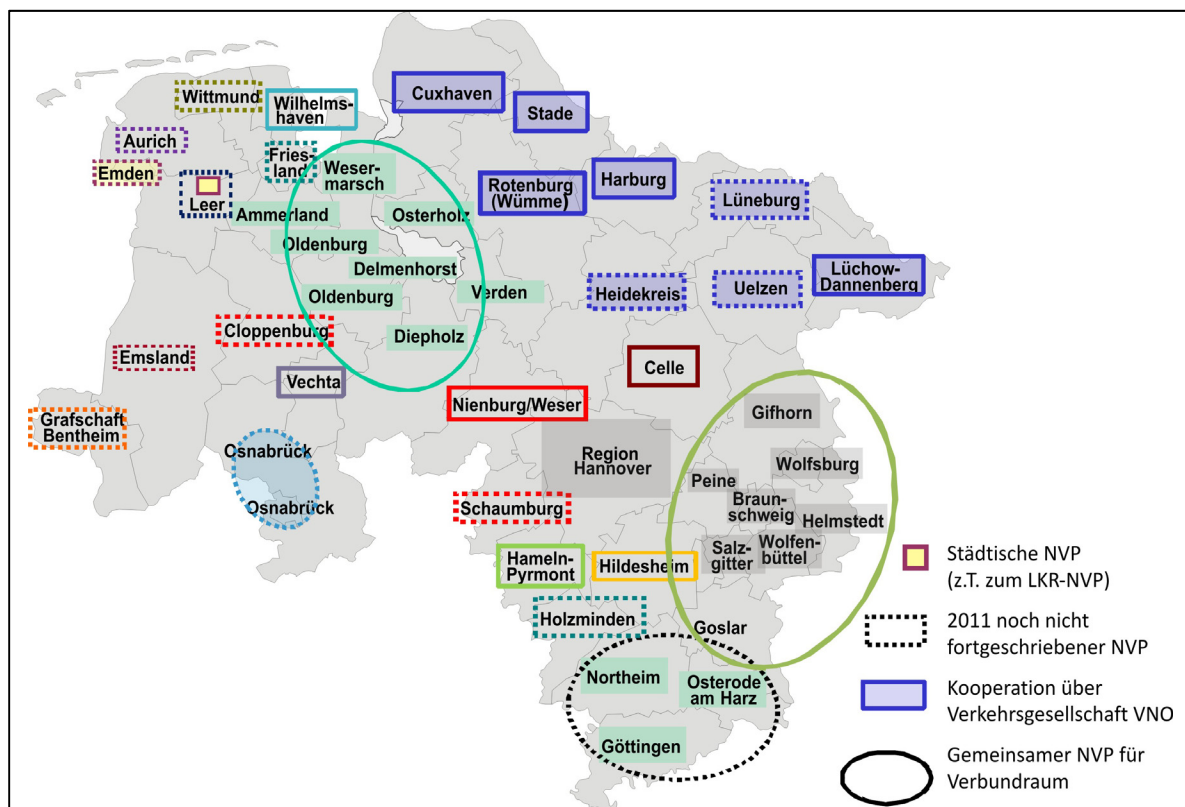 Wittmund
Wilhelms-
haven
Cuxhaven
Stade
Aurich
Emden
Leer
Fries-
land
Weser-
marsch
Rotenburg
(Wümme)
Harburg
Lüneburg
Ammerland
Osterholz
Oldenburg
Delmenhorst
Oldenburg
Verden
Heidekreis
Uelzen
Lüchow-
Dannenberg
Cloppenburg
Diepholz
Emsland
Vechta
Celle
Nienburg/Weser
Grafschaft
Bentheim
Gifhorn
Osnabrück
Osnabrück
Region
Hannover
Wolfsburg
Peine
Braun-
schweig
Helmstedt
Schaumburg
Salz-
gitter
Wolfen-
büttel
Hameln-
Pyrmont
Hildesheim
Holzminden
Goslar
Northeim
Osterode
am Harz
Göttingen
Städtische NVP
(z.T. zum LKR-NVP)
2011 noch nicht
fortgeschriebener NVP
Kooperation über
Verkehrsgesellschaft VNO
Gemeinsamer NVP für
Verbundraum